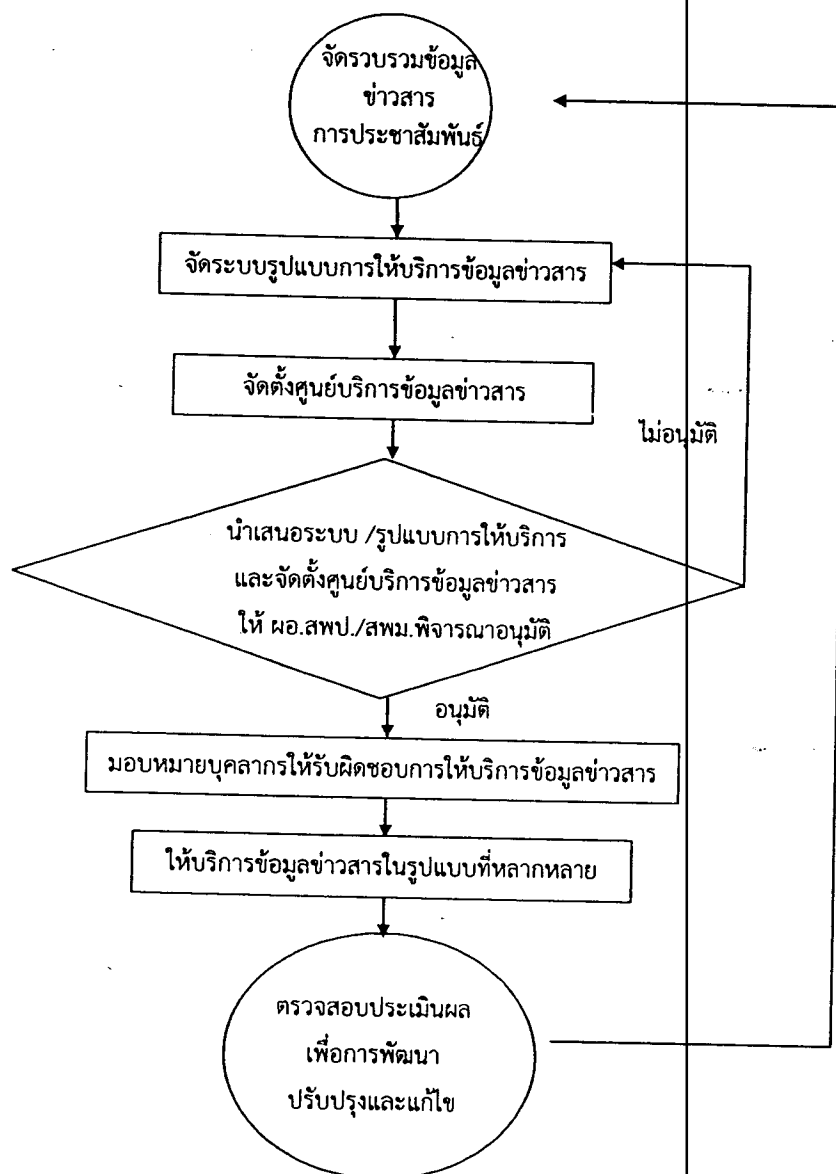 จัดรวบรวมข้อมูล
ข่าวสาร
การประชาสัมพันธ์
จัดระบบรูปแบบการให้บริการข้อมูลข่าวสาร
จัดตั้งศูนย์บริการข้อมูลข่าวสาร
ไม่อนุมัติ
นำเสนอระบบ /รูปแบบการให้บริการ
และจัดตั้งศูนย์บริการข้อมูลข่าวสาร
ให้ ผอ.สพป./สพม.พิจารณาอนุมัติ
อนุมัติ
มอบหมายบุคลากรให้รับผิดชอบการให้บริการข้อมูลข่าวสาร
ให้บริการข้อมูลข่าวสารในรูปแบบที่หลากหลาย
ตรวจสอบประเมินผล
เพื่อการพัฒนา
ปรับปรุงและแก้ไข